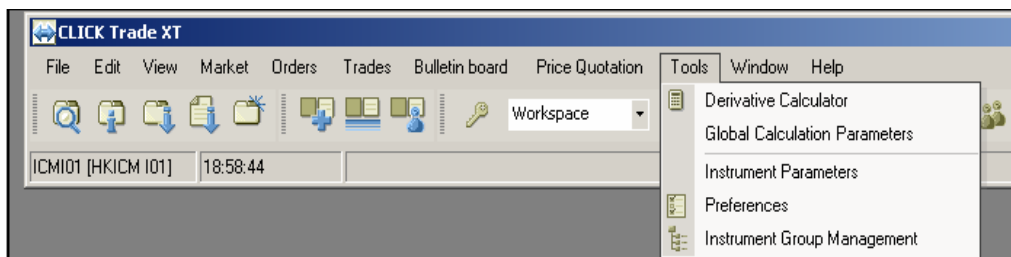 CLICK Trade XT
File Edit View Market Orders Trades Bulletin board Price Quotation Tools Window Help
Workspace
Derivative Calculator
Global Calculation Parameters
ICMI01 [HKICM I01] 18:58:44
Instrument Parameters
Preferences
Instrument Group Management